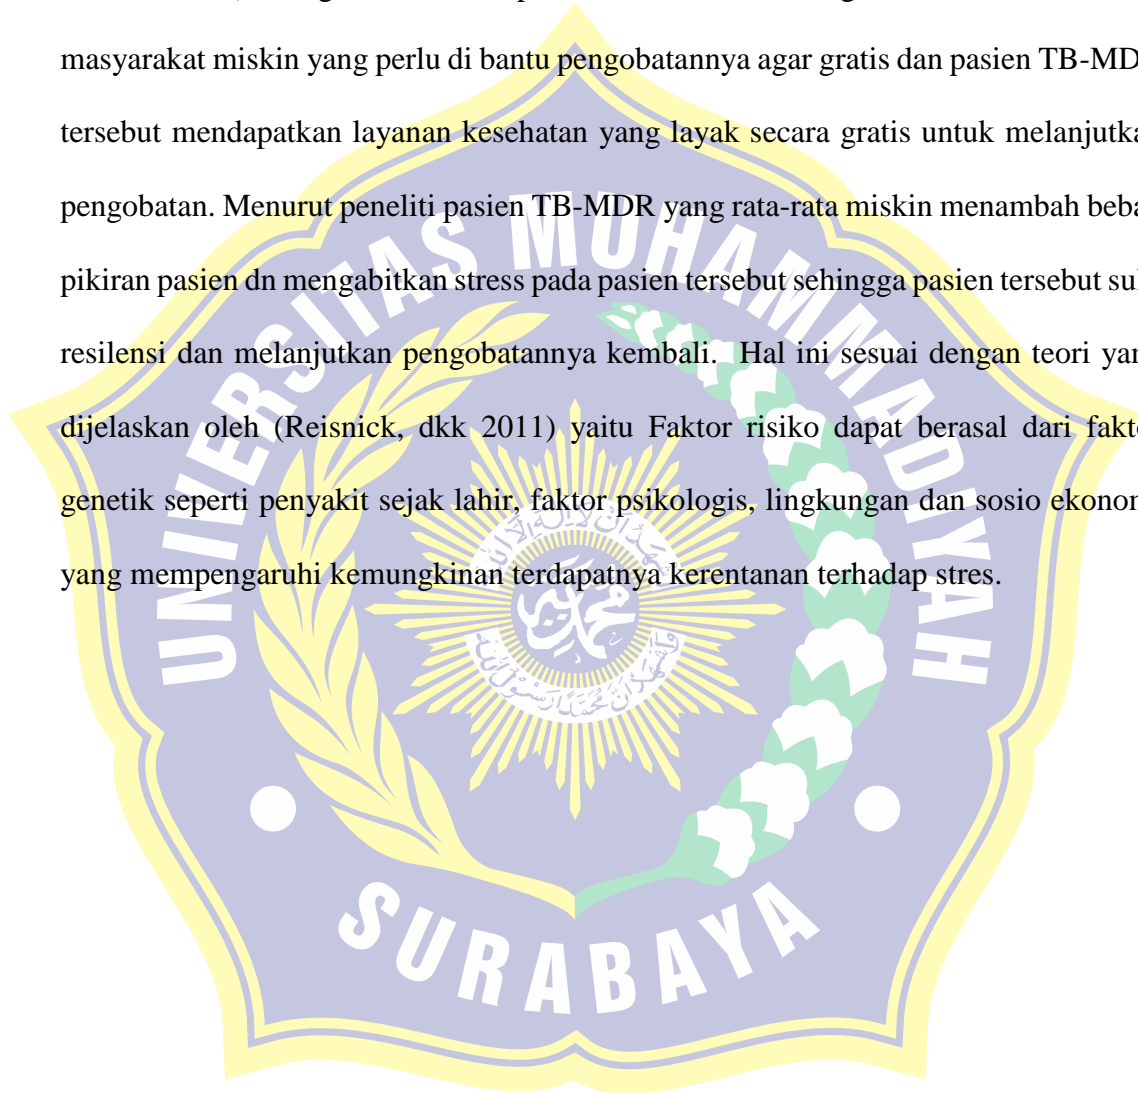 masyarakat miskin yang perlu di bantu pengobatannya agar gratis dan pasien TB-MD
tersebut mendapatkan layanan kesehatan yang layak secara gratis untuk melanjutka
pengobatan. Menurut peneliti pasien TB-MDR yang rata-rata miskin menambah beba
pikiran pasien dn mengabitkan stress pada pasien tersebut sehingga pasien tersebut su
resilensi dan melanjutkan pengobatannya kembali. Hal ini sesuai dengan teori yan
dijelaskan oleh (Reisnick, dkk 2011) yaitu Faktor risiko dapat berasal dari fakto
genetik seperti penyakit sejak lahir, faktor psikologis, lingkungan dan sosio ekonom
yang mempengaruhi kemungkinan terdapatnya kerentanan terhadap stres.
UNIVERSITAS MUHAMMADIYAH
SURABAYA
محمد